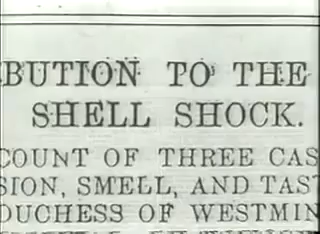 BUTION TO THE
SHELL SHOCK.
COUNT OF THREE CAS
SION, SMELL, AND TAST
DUCHESS OF WESTMIN